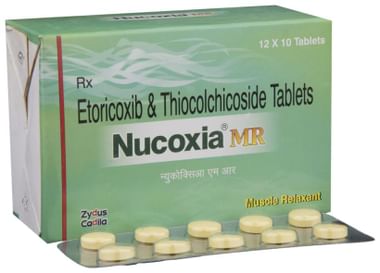 12 X 10 Tablets
Rx
Etoricoxib & Thiocolchicoside Tablets
Nucoxia® MR
न्युकोक्सिआ एम आर
Muscle Relaxant
Zydus
Cadila